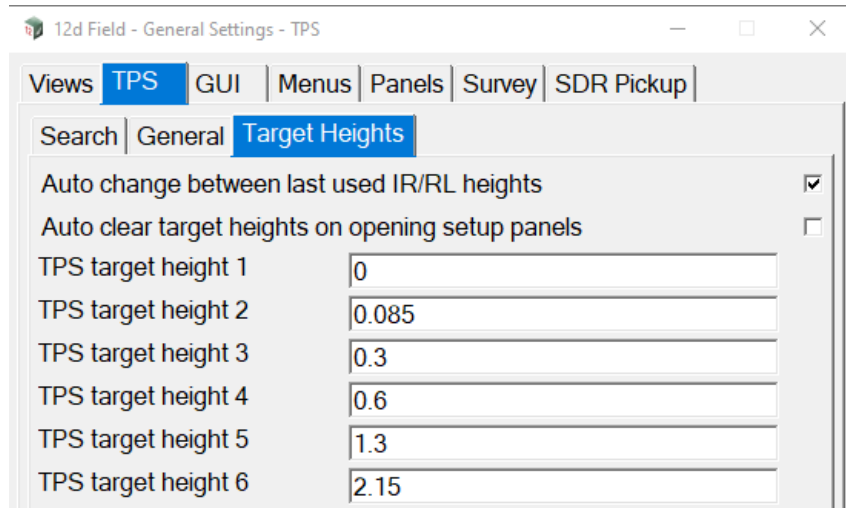 12d Field - General Settings - TPS
Views TPS GUI Menus Panels Survey SDR Pickup
Search General Target Heights
Auto change between last used IR/RL heights
Auto clear target heights on opening setup panels
TPS target height 1 0
TPS target height 2 0.085
TPS target height 3 0.3
TPS target height 4 0.6
TPS target height 5 1.3
TPS target height 6 2.15